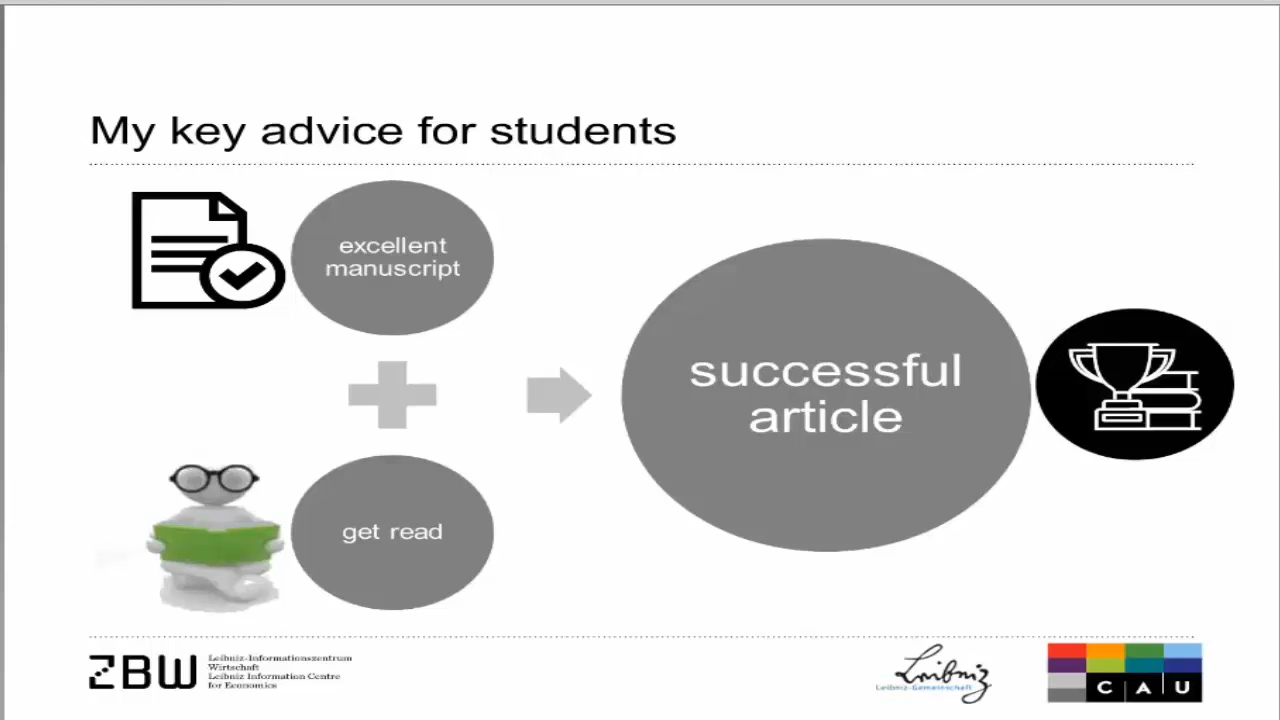 My key advice for students
excellent
manuscript
successful
article
get read
ZBW
Leibniz-Informationszentrum
Wirtschaft
Leibniz Information Centre
for Economics
Leibniz
Leibniz-Gemeinschaft
C A U